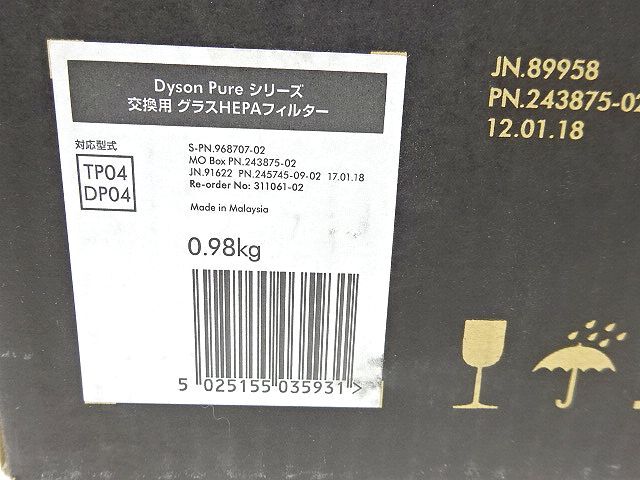 Dyson Pure シリーズ
交換用 グラスHEPAフィルター
対応型式
TP04
DP04
S-PN.968707-02
MO Box PN.243875-02
JN.91622 PN.245745-09-02 17.01.18
Re-order No: 311061-02
Made in Malaysia
0.98kg
5 025155 035931 >
JN.89958
PN.243875-02
12.01.18